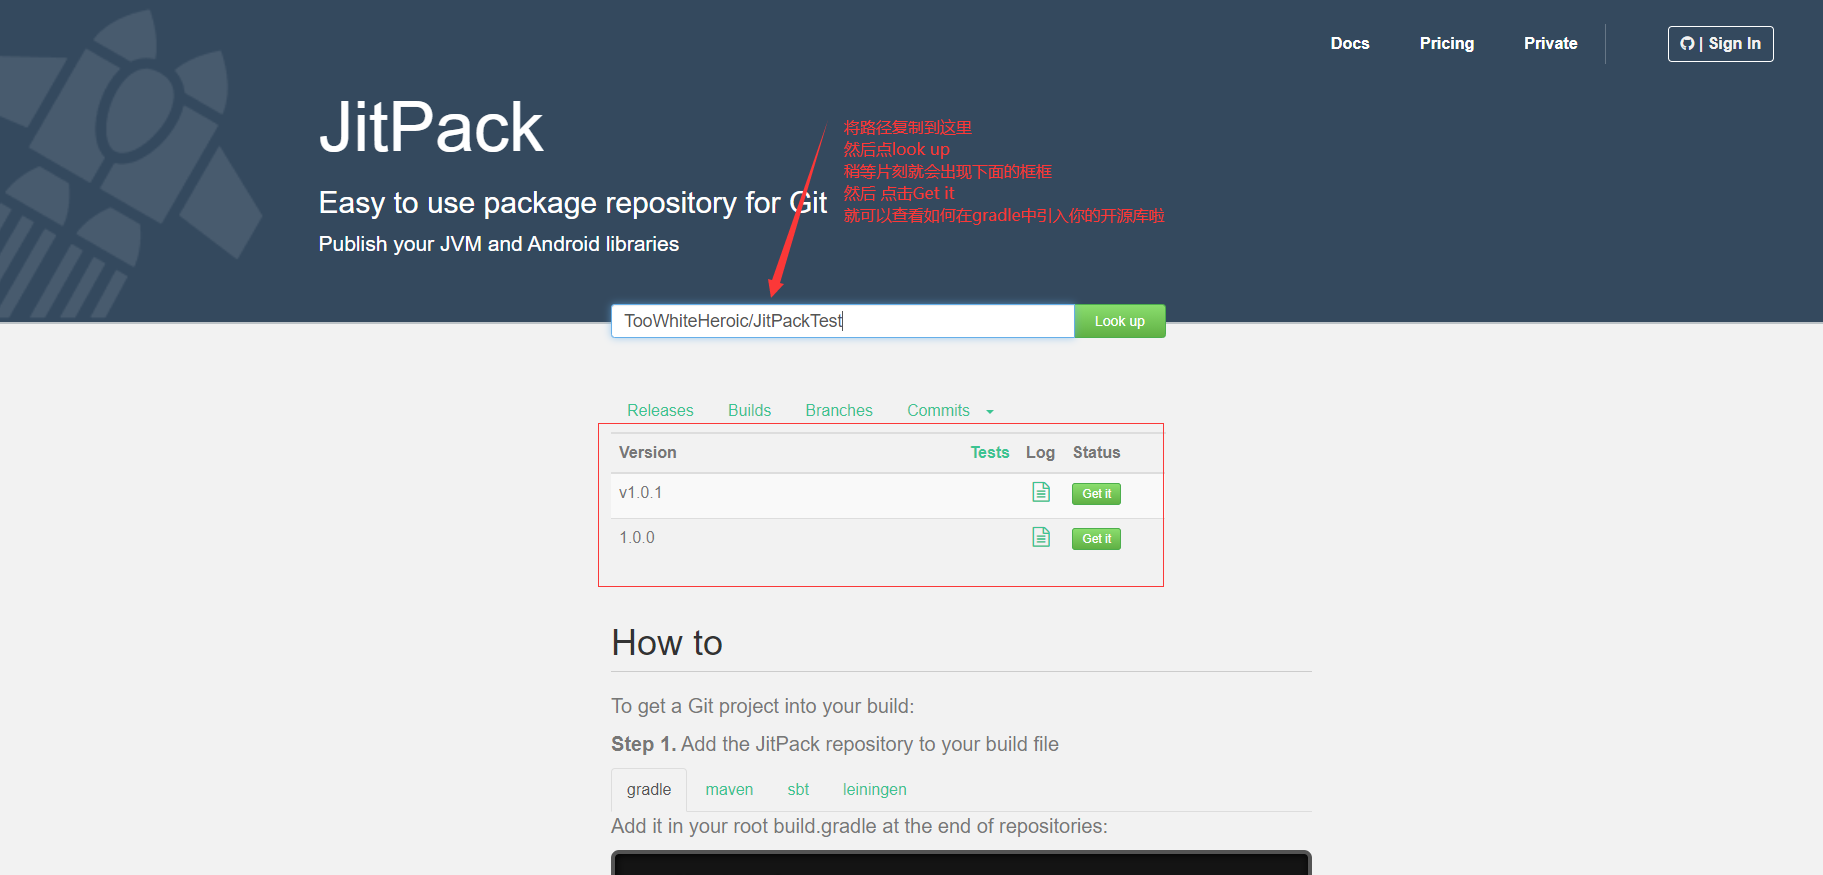 Docs Pricing Private | Sign In
JitPack
将路径复制到这里
然后点look up
稍等片刻就会出现下面的框框
然后 点击Get it
就可以查看如何在gradle中引入你的开源库啦
Easy to use package repository for Git
Publish your JVM and Android libraries
TooWhiteHeroic/JitPackTest Look up
Releases Builds Branches Commits
Version Tests Log Status
v1.0.1 Get it
1.0.0 Get it
How to
To get a Git project into your build:
Step 1. Add the JitPack repository to your build file
gradle maven sbt leiningen
Add it in your root build.gradle at the end of repositories: